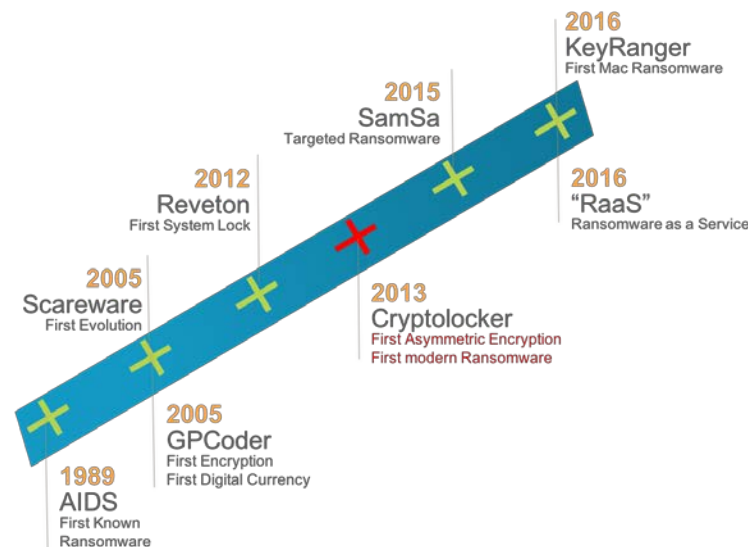 2016
KeyRanger
First Mac Ransomware
2015
SamSa
Targeted Ransomware
2012
Reveton
First System Lock
2016
“RaaS”
Ransomware as a Service
2005
Scareware
First Evolution
2013
Cryptolocker
First Asymmetric Encryption
First modern Ransomware
2005
GPCoder
First Encryption
First Digital Currency
1989
AIDS
First Known
Ransomware